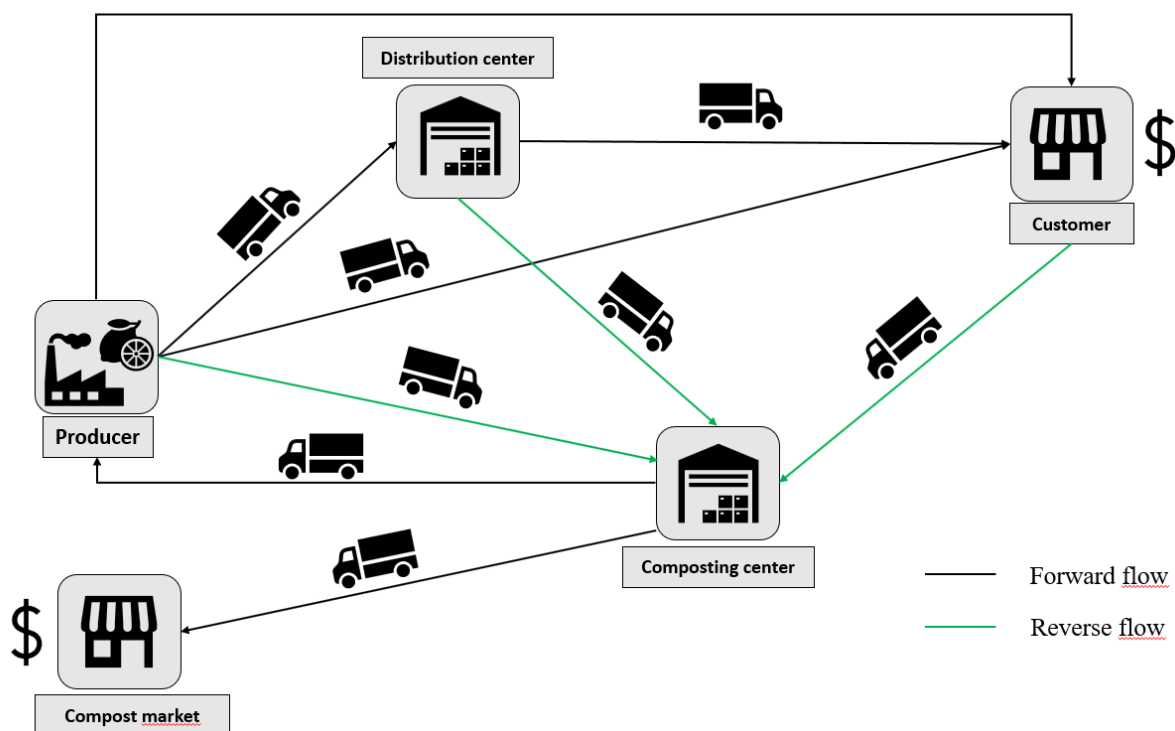 Distribution center
$
Customer
Producer
Composting center
Forward flow
$
Reverse flow
Compost market